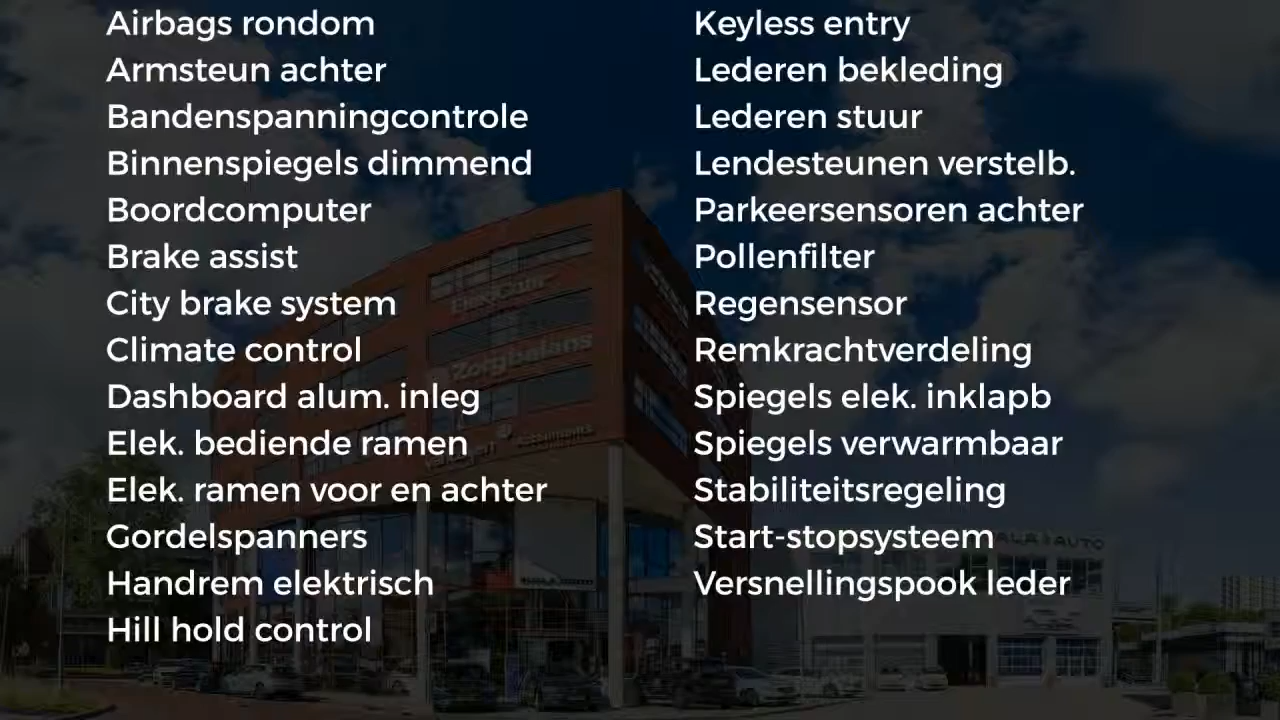 Airbags rondom
Armsteun achter
Bandenspanningcontrole
Binnenspiegels dimmend
Boordcomputer
Brake assist
City brake system
Climate control
Dashboard alum. inleg
Elek. bediende ramen
Elek. ramen voor en achter
Gordelspanners
Handrem elektrisch
Hill hold control
Keyless entry
Lederen bekleding
Lederen stuur
Lendesteunen verstelb.
Parkeersensoren achter
Pollenfilter
Regensensor
Remkrachtverdeling
Spiegels elek. inklapb
Spiegels verwarmbaar
Stabiliteitsregeling
Start-stopsysteem
Versnellingspook leder
Zorgbalans
AUTO